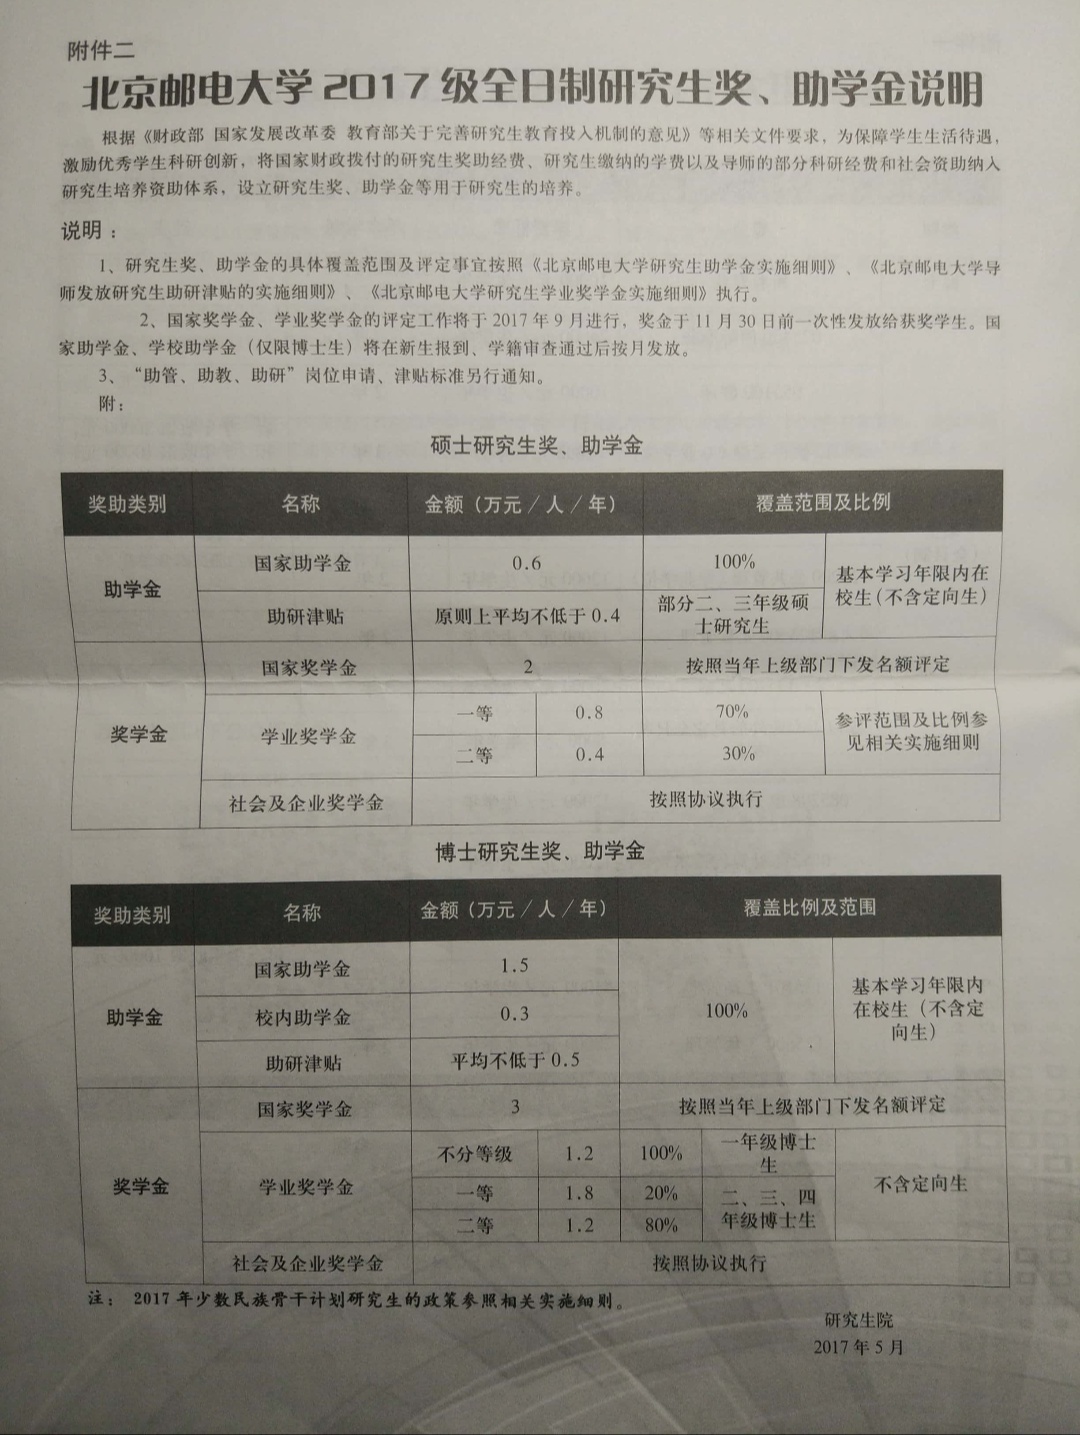 附件二
北京邮电大学2017级全日制研究生奖、助学金说明
根据《财政部 国家发展改革委 教育部关于完善研究生教育投入机制的意见》等相关文件要求，为保障学生生活待遇，
激励优秀学生科研创新，将国家财政拨付的研究生奖助经费、研究生缴纳的学费以及导师的部分科研经费和社会资助纳入
研究生培养资助体系，设立研究生奖、助学金等用于研究生的培养。
说明：
1、研究生奖、助学金的具体覆盖范围及评定事宜按照《北京邮电大学研究生助学金实施细则》、《北京邮电大学导
师发放研究生助研津贴的实施细则》、《北京邮电大学研究生学业奖学金实施细则》执行。
2、国家奖学金、学业奖学金的评定工作将于2017年9月进行，奖金于11月30日前一次性发放给获奖学生。国
家助学金、学校助学金（仅限博士生）将在新生报到、学籍审查通过后按月发放。
3、“助管、助教、助研”岗位申请、津贴标准另行通知。
附：
硕士研究生奖、助学金
奖助类别 名称 金额（万元／人／年） 覆盖范围及比例
助学金
国家助学金 0.6 100%
基本学习年限内在
校生（不含定向生）
助研津贴 原则上平均不低于0.4
部分二、三年级硕
士研究生
奖学金
国家奖学金 2 按照当年上级部门下发名额评定
学业奖学金
一等 0.8 70%
二等 0.4 30%
参评范围及比例参
见相关实施细则
社会及企业奖学金 按照协议执行
博士研究生奖、助学金
奖助类别 名称 金额（万元／人／年） 覆盖比例及范围
助学金
国家助学金 1.5
校内助学金 0.3
助研津贴 平均不低于0.5
100%
基本学习年限内
在校生（不含定
向生）
奖学金
国家奖学金 3 按照当年上级部门下发名额评定
学业奖学金
不分等级 1.2 100%
一年级博士
生
一等 1.8 20%
二等 1.2 80%
二、三、四
年级博士生
不含定向生
社会及企业奖学金 按照协议执行
注：2017年少数民族骨干计划研究生的政策参照相关实施细则。
研究生院
2017年5月